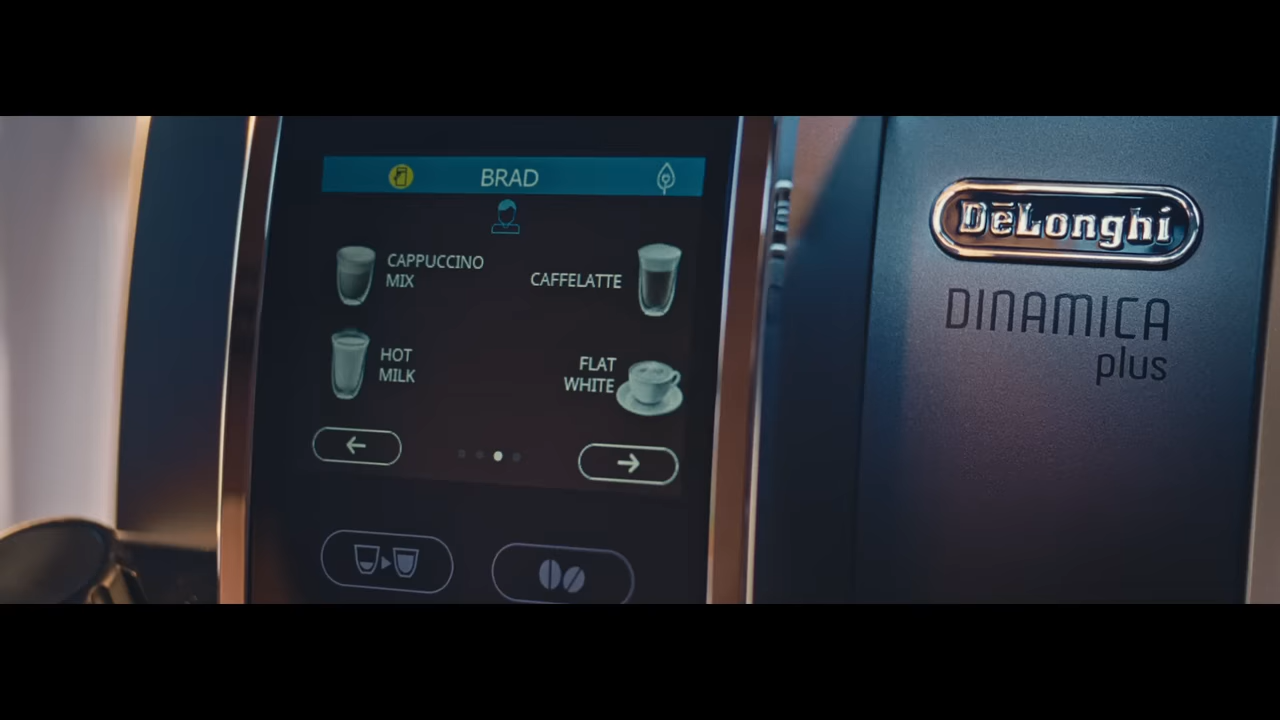 BRAD
CAPPUCCINO
MIX
CAFFELATTE
HOT
MILK
FLAT
WHITE
DēLonghi
DINAMICA
plus